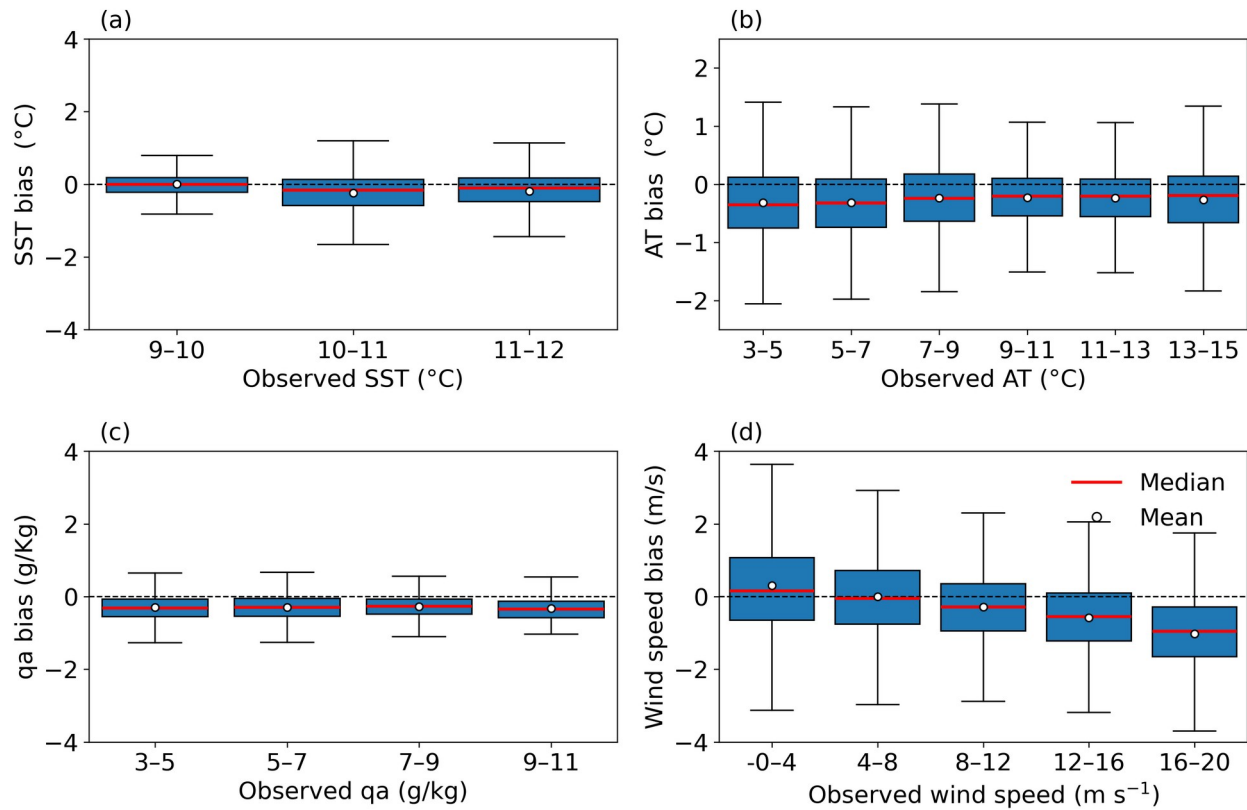 (a)
4
2
0
−2
−4
SST bias (°C)
9–10
10–11
11–12
Observed SST (°C)
(b)
2
1
0
−1
−2
AT bias (°C)
3–5
5–7
7–9
9–11
11–13
13–15
Observed AT (°C)
(c)
4
2
0
−2
−4
qa bias (g/Kg)
3–5
5–7
7–9
9–11
Observed qa (g/kg)
(d)
4
2
0
−2
−4
Wind speed bias (m/s)
Median
Mean
-0–4
4–8
8–12
12–16
16–20
Observed wind speed (m s⁻¹)